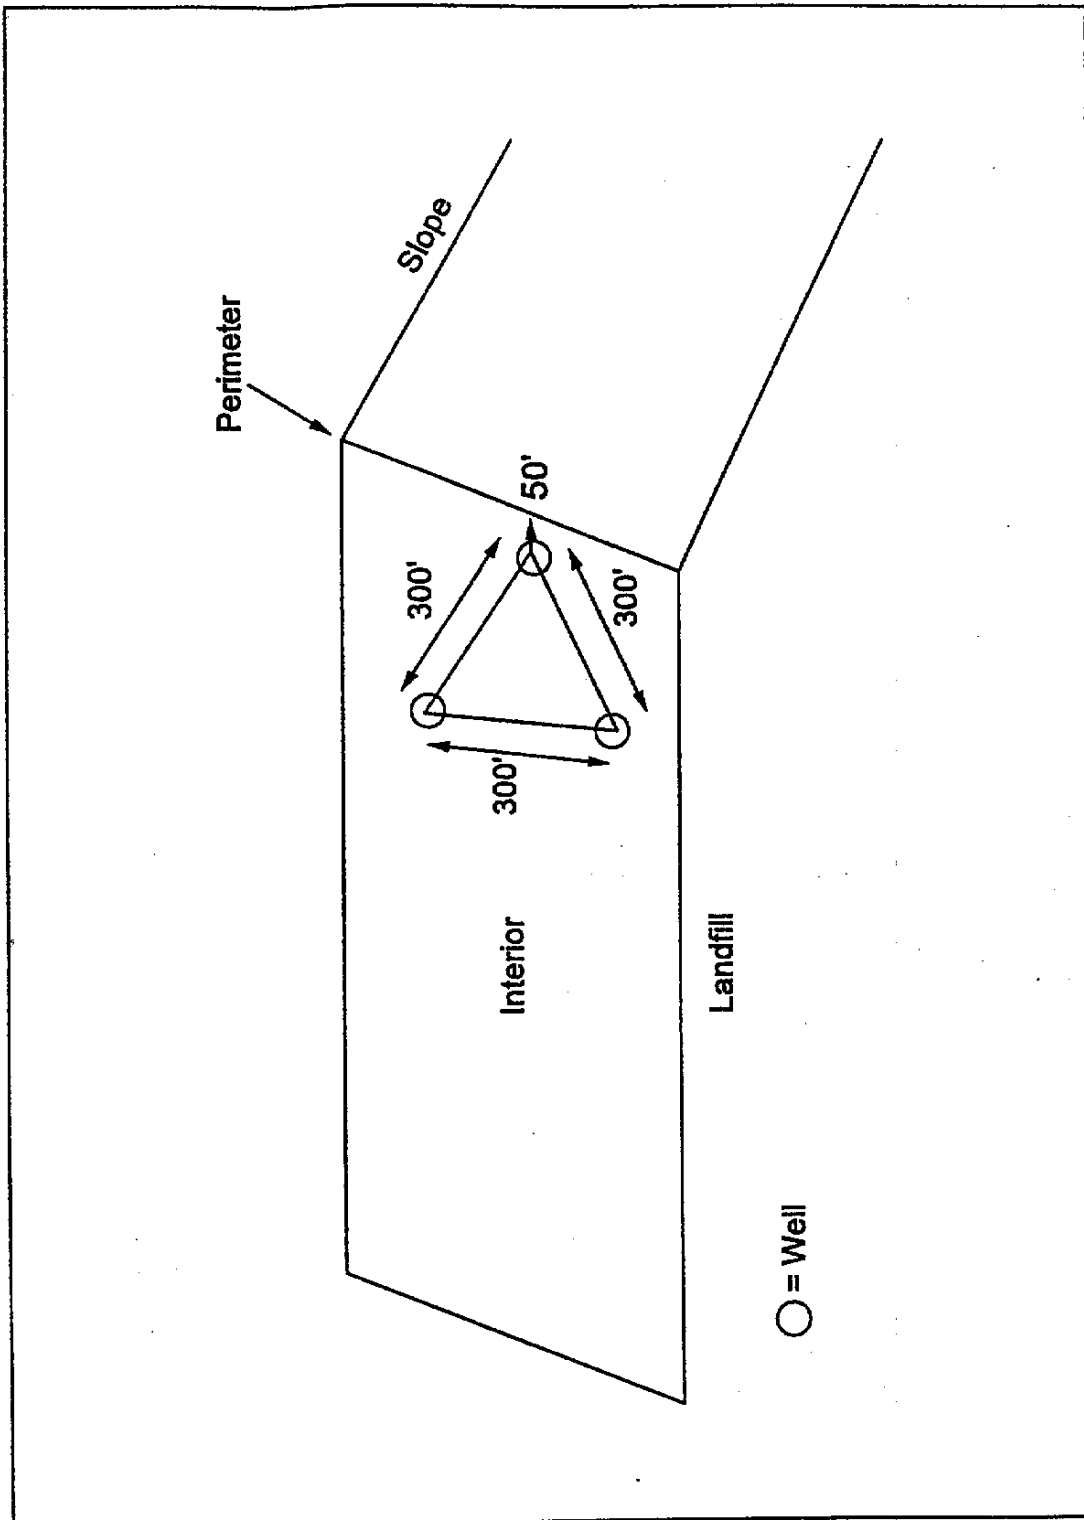 Perimeter
Slope
50'
300'
300'
300'
Interior
Landfill
= Well